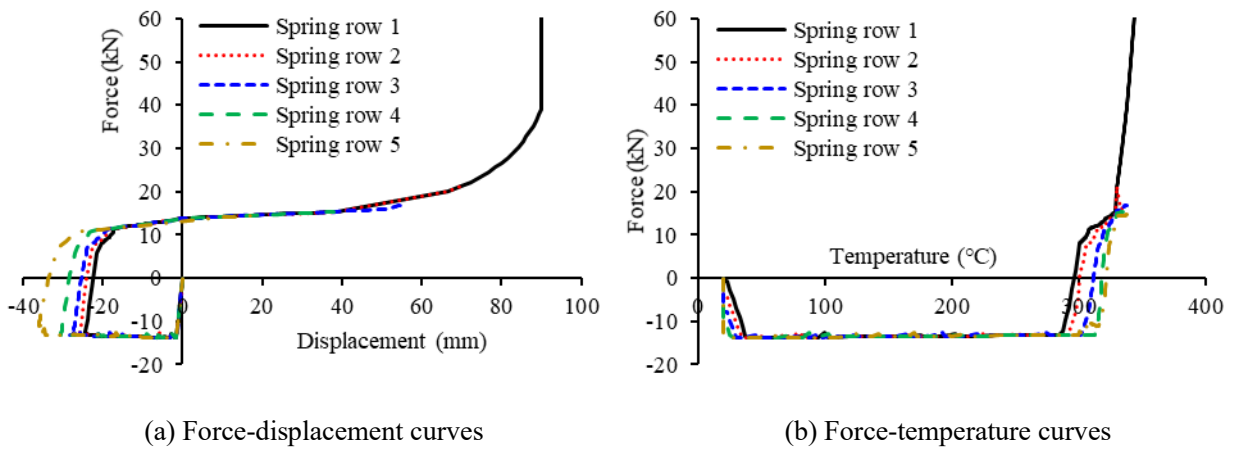 60
50
40
30
20
10
0
-10
-20
Force (kN)
-40
-20
0
20
40
60
80
100
Displacement (mm)
Spring row 1
Spring row 2
Spring row 3
Spring row 4
Spring row 5
60
50
40
30
20
10
0
-10
-20
Force (kN)
Spring row 1
Spring row 2
Spring row 3
Spring row 4
Spring row 5
Temperature (°C)
0
100
200
300
400
(a) Force-displacement curves
(b) Force-temperature curves